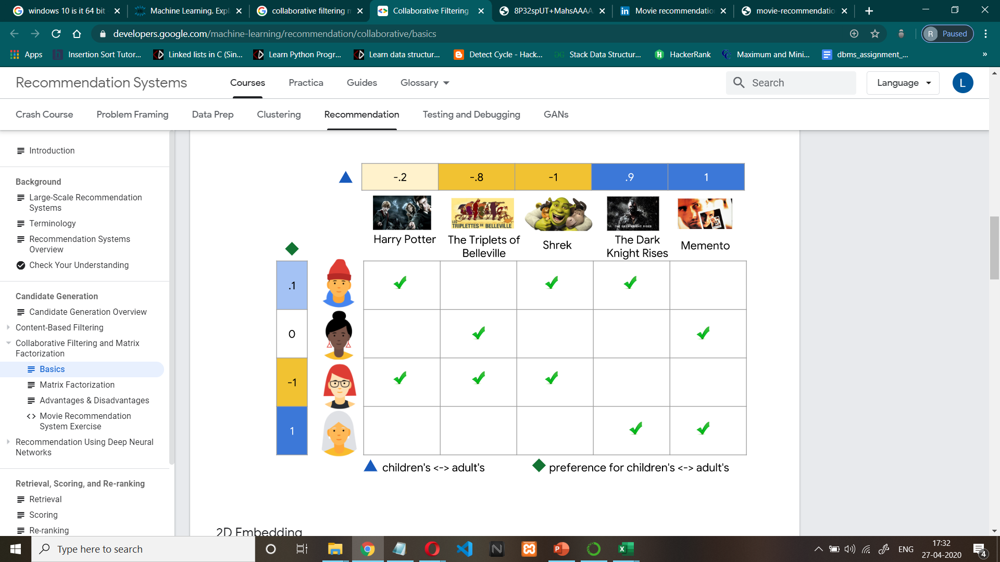 windows 10 is it 64 bit
Machine Learning. Expl
collaborative filtering m
Collaborative Filtering
8P32spUT+MahsAAAA
Movie recommendatio
movie-recommendatio
developers.google.com/machine-learning/recommendation/collaborative/basics
R Paused
Apps
Insertion Sort Tutor...
Linked lists in C (Sin...
Learn Python Progr...
Learn data structur...
Detect Cycle - Hack...
Stack Data Structur...
HackerRank
Maximum and Mini...
dbms_assignment_...
»
Recommendation Systems
Courses
Practica
Guides
Glossary
Search
Language
L
Crash Course
Problem Framing
Data Prep
Clustering
Recommendation
Testing and Debugging
GANs
Introduction
Background
Large-Scale Recommendation
Systems
Terminology
Recommendation Systems
Overview
Check Your Understanding
Candidate Generation
Candidate Generation Overview
Content-Based Filtering
Collaborative Filtering and Matrix
Factorization
Basics
Matrix Factorization
Advantages & Disadvantages
Movie Recommendation
System Exercise
Recommendation Using Deep Neural
Networks
Retrieval, Scoring, and Re-ranking
Retrieval
Scoring
Re-ranking
-.2 -.8 -1 .9 1
LES
TRIPLETTES DE BELLEVILLE
THE DARK KNIGHT RISES
Harry Potter
The Triplets of
Belleville
Shrek
The Dark
Knight Rises
Memento
.1
0
-1
1
children's <-> adult's
preference for children's <-> adult's
2D Embedding
Type here to search
ENG
17:32
27-04-2020
4